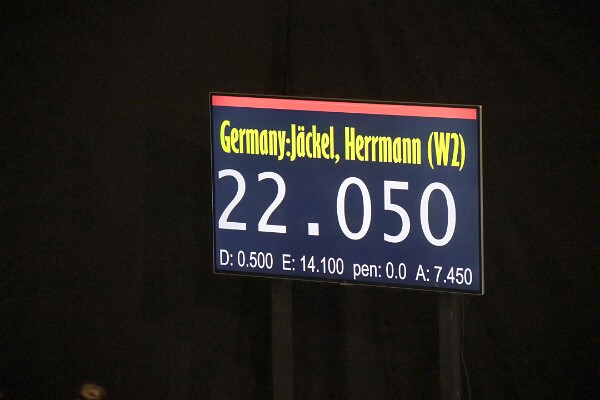 Germany:Jäckel, Herrmann (W2)
22.050
D: 0.500 E: 14.100 pen: 0.0 A: 7.450